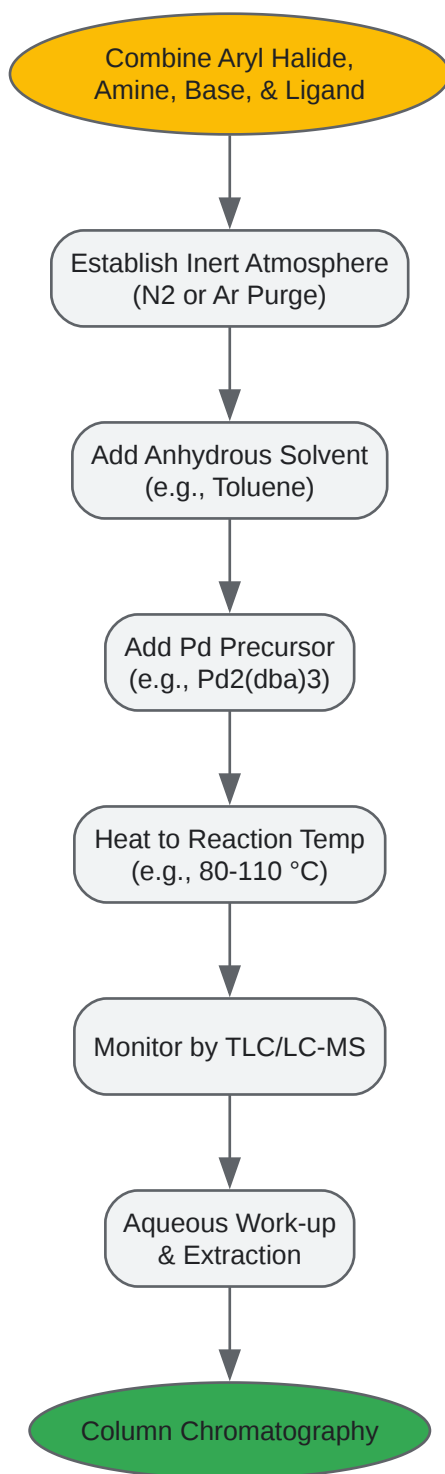 Combine Aryl Halide,
Amine, Base, & Ligand
Establish Inert Atmosphere
(N2 or Ar Purge)
Add Anhydrous Solvent
(e.g., Toluene)
Add Pd Precursor
(e.g., Pd2(dba)3)
Heat to Reaction Temp
(e.g., 80-110 °C)
Monitor by TLC/LC-MS
Aqueous Work-up
& Extraction
Column Chromatography